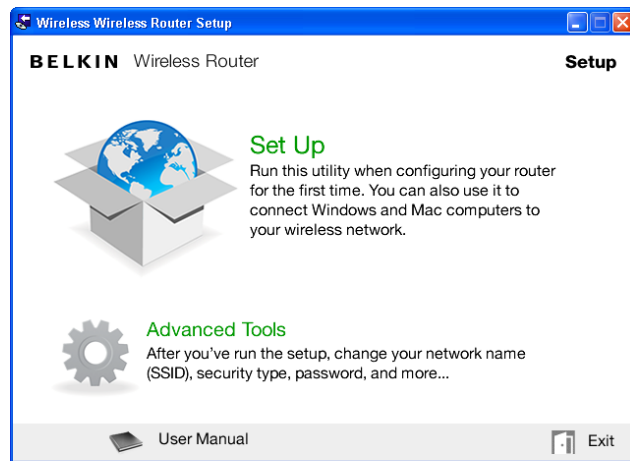 Wireless Wireless Router Setup
BELKIN Wireless Router
Setup
Set Up
Run this utility when configuring your router
for the first time. You can also use it to
connect Windows and Mac computers to
your wireless network.
Advanced Tools
After you've run the setup, change your network name
(SSID), security type, password, and more...
User Manual
Exit